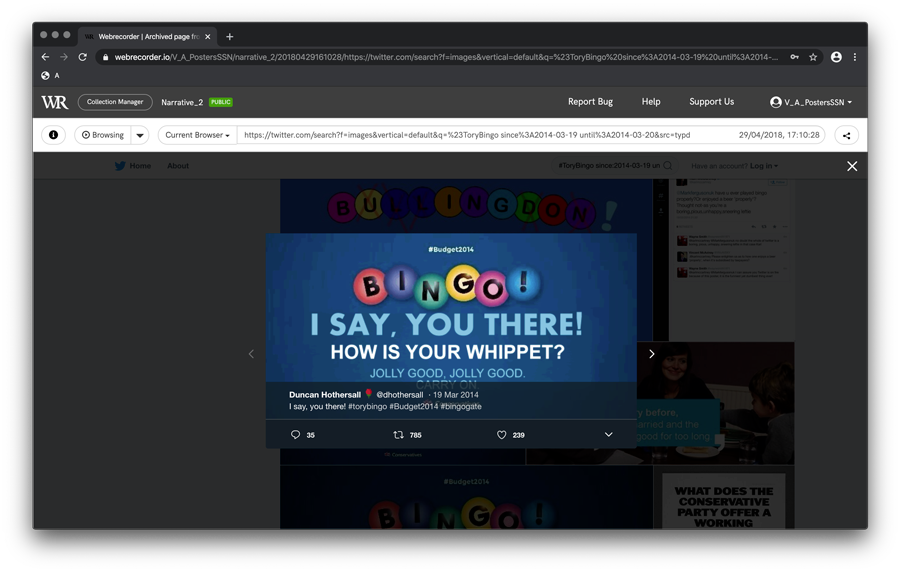 Webrecorder | Archived page fro
webrecorder.io/V_A_PostersSSN/narrative_2/20180429161028/https://twitter.com/search?f=images&vertical=default&q=%23ToryBingo%20since%3A2014-03-19%20until%3A2014-...
A
WR
Collection Manager
Narrative_2
PUBLIC
Report Bug
Help
Support Us
V_A_PostersSSN
Browsing
Current Browser
https://twitter.com/search?f=images&vertical=default&q=%23ToryBingo since%3A2014-03-19 until%3A2014-03-20&src=typd
29/04/2018, 17:10:28
Home
About
#ToryBingo since:2014-03-19 un
Have an account? Log in
BULLINGDON!
#Budget2014
BINGO!
I SAY, YOU THERE!
HOW IS YOUR WHIPPET?
JOLLY GOOD, JOLLY GOOD.
CARRY ON.
Duncan Hothersall @dhothersall · 19 Mar 2014
I say, you there! #torybingo #Budget2014 #bingogate
35
785
239
y before,
arned and the
good for too long.
Conservatives
#Budget2014
BINGO!
WHAT DOES THE
CONSERVATIVE
PARTY OFFER A
WORKING